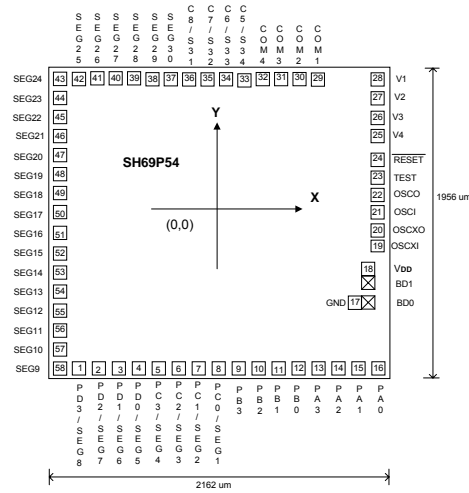 SEG25 SEG26 SEG27 SEG28 SEG29 SEG30 C8/S31 C7/S32 C6/S33 C5/S34 COM4 COM3 COM2 COM1
SEG24 43 42 41 40 39 38 37 36 35 34 33 32 31 30 29 28 V1
SEG23 44 27 V2
SEG22 45 26 V3
SEG21 46 25 V4
Y
SEG20 47 24 RESET
SH69P54
SEG19 48 23 TEST
SEG18 49 22 OSCO
X
1956 um
SEG17 50 21 OSCI
(0,0)
SEG16 51 20 OSCXO
SEG15 52 19 OSCXI
SEG14 53 18 VDD
SEG13 54 BD1
GND 17 BD0
SEG12 55
SEG11 56
SEG10 57
SEG9 58 1 2 3 4 5 6 7 8 9 10 11 12 13 14 15 16
PD3/SEG8 PD2/SEG7 PD1/SEG6 PD0/SEG5 PC3/SEG4 PC2/SEG3 PC1/SEG2 PC0/SEG1 PB3 PB2 PB1 PB0 PA3 PA2 PA1 PA0
2162 um